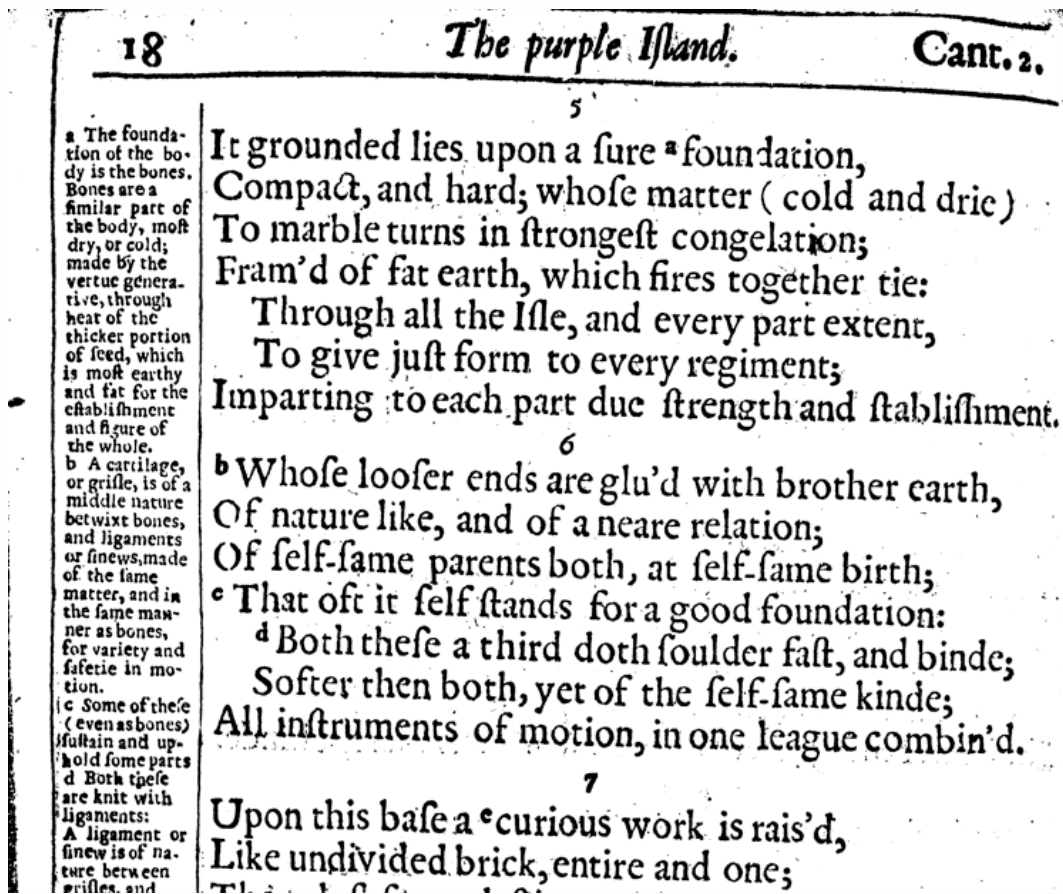 18 The purple Iſland. Cant. 2.
5
It grounded lies upon a ſure a foundation,
Compact, and hard; whoſe matter ( cold and drie )
To marble turns in ſtrongeſt congelation;
Fram'd of fat earth, which fires together tie:
Through all the Iſle, and every part extent,
To give juſt form to every regiment;
Imparting to each part due ſtrength and ſtabliſhment.
6
b Whoſe looſer ends are glu'd with brother earth,
Of nature like, and of a neare relation;
Of ſelf-ſame parents both, at ſelf-ſame birth;
c That oft it ſelf ſtands for a good foundation:
d Both theſe a third doth ſoulder faſt, and binde;
Softer then both, yet of the ſelf-ſame kinde;
All inſtruments of motion, in one league combin'd.
7
Upon this baſe a e curious work is rais'd,
Like undivided brick, entire and one;
a The founda-
tion of the bo-
dy is the bones.
Bones are a
ſimilar part of
the body, moſt
dry, or cold;
made by the
vertue genera-
tive, through
heat of the
thicker portion
of ſeed, which
is moſt earthy
and fat for the
eſtabliſhment
and figure of
the whole.
b A cartilage,
or griſle, is of a
middle nature
betwixt bones,
and ligaments
or ſinews, made
of the ſame
matter, and in
the ſame man-
ner as bones,
for variety and
ſafetie in mo-
tion.
c Some of theſe
(even as bones)
ſuſtain and up-
hold ſome parts
d Both theſe
are knit with
ligaments:
A ligament or
ſinew is of na-
ture between
griſles, and